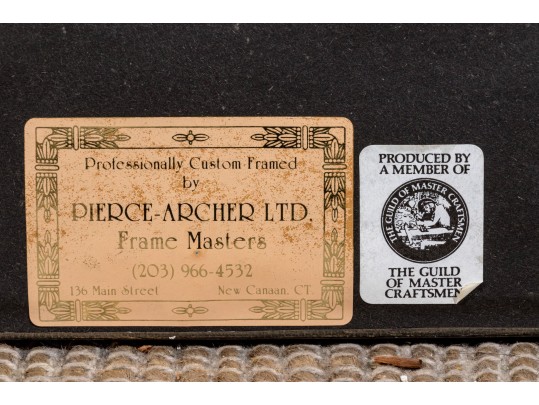 Professionally Custom Framed
by
PIERCE-ARCHER LTD.
Frame Masters
(203) 966-4532
136 Main Street New Canaan, CT.
PRODUCED BY
A MEMBER OF
THE GUILD OF MASTER CRAFTSMEN
THE GUILD
OF MASTER
CRAFTSMEN